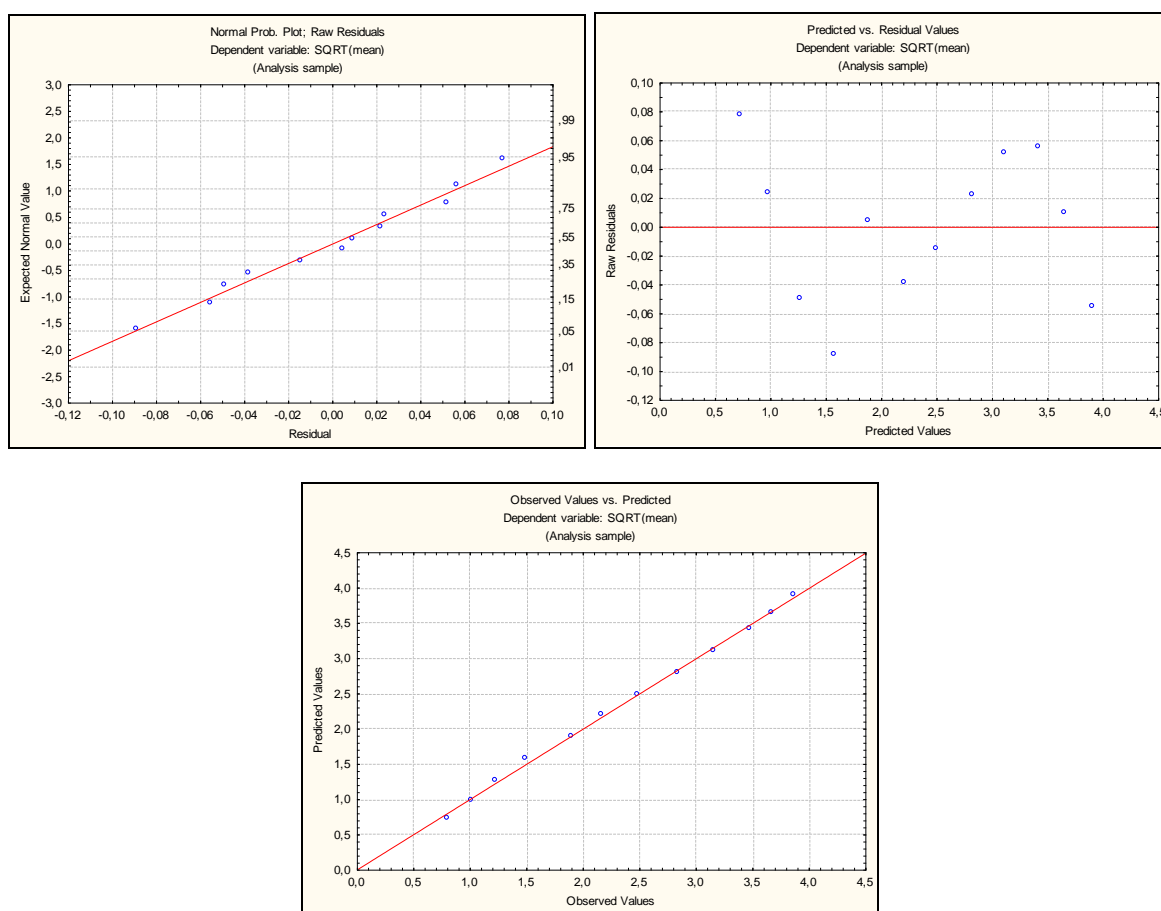 Normal Prob. Plot; Raw Residuals
Dependent variable: SQRT(mean)
(Analysis sample)
3,0
2,5
2,0
1,5
1,0
0,5
0,0
-0,5
-1,0
-1,5
-2,0
-2,5
-3,0
Expected Normal Value
,99
,95
,75
,55
,35
,15
,05
,01
-0,12 -0,10 -0,08 -0,06 -0,04 -0,02 0,00 0,02 0,04 0,06 0,08 0,10
Residual
Predicted vs. Residual Values
Dependent variable: SQRT(mean)
(Analysis sample)
0,10
0,08
0,06
0,04
0,02
0,00
-0,02
-0,04
-0,06
-0,08
-0,10
-0,12
Raw Residuals
0,0 0,5 1,0 1,5 2,0 2,5 3,0 3,5 4,0 4,5
Predicted Values
Observed Values vs. Predicted
Dependent variable: SQRT(mean)
(Analysis sample)
4,5
4,0
3,5
3,0
2,5
2,0
1,5
1,0
0,5
0,0
Predicted Values
0,0 0,5 1,0 1,5 2,0 2,5 3,0 3,5 4,0 4,5
Observed Values